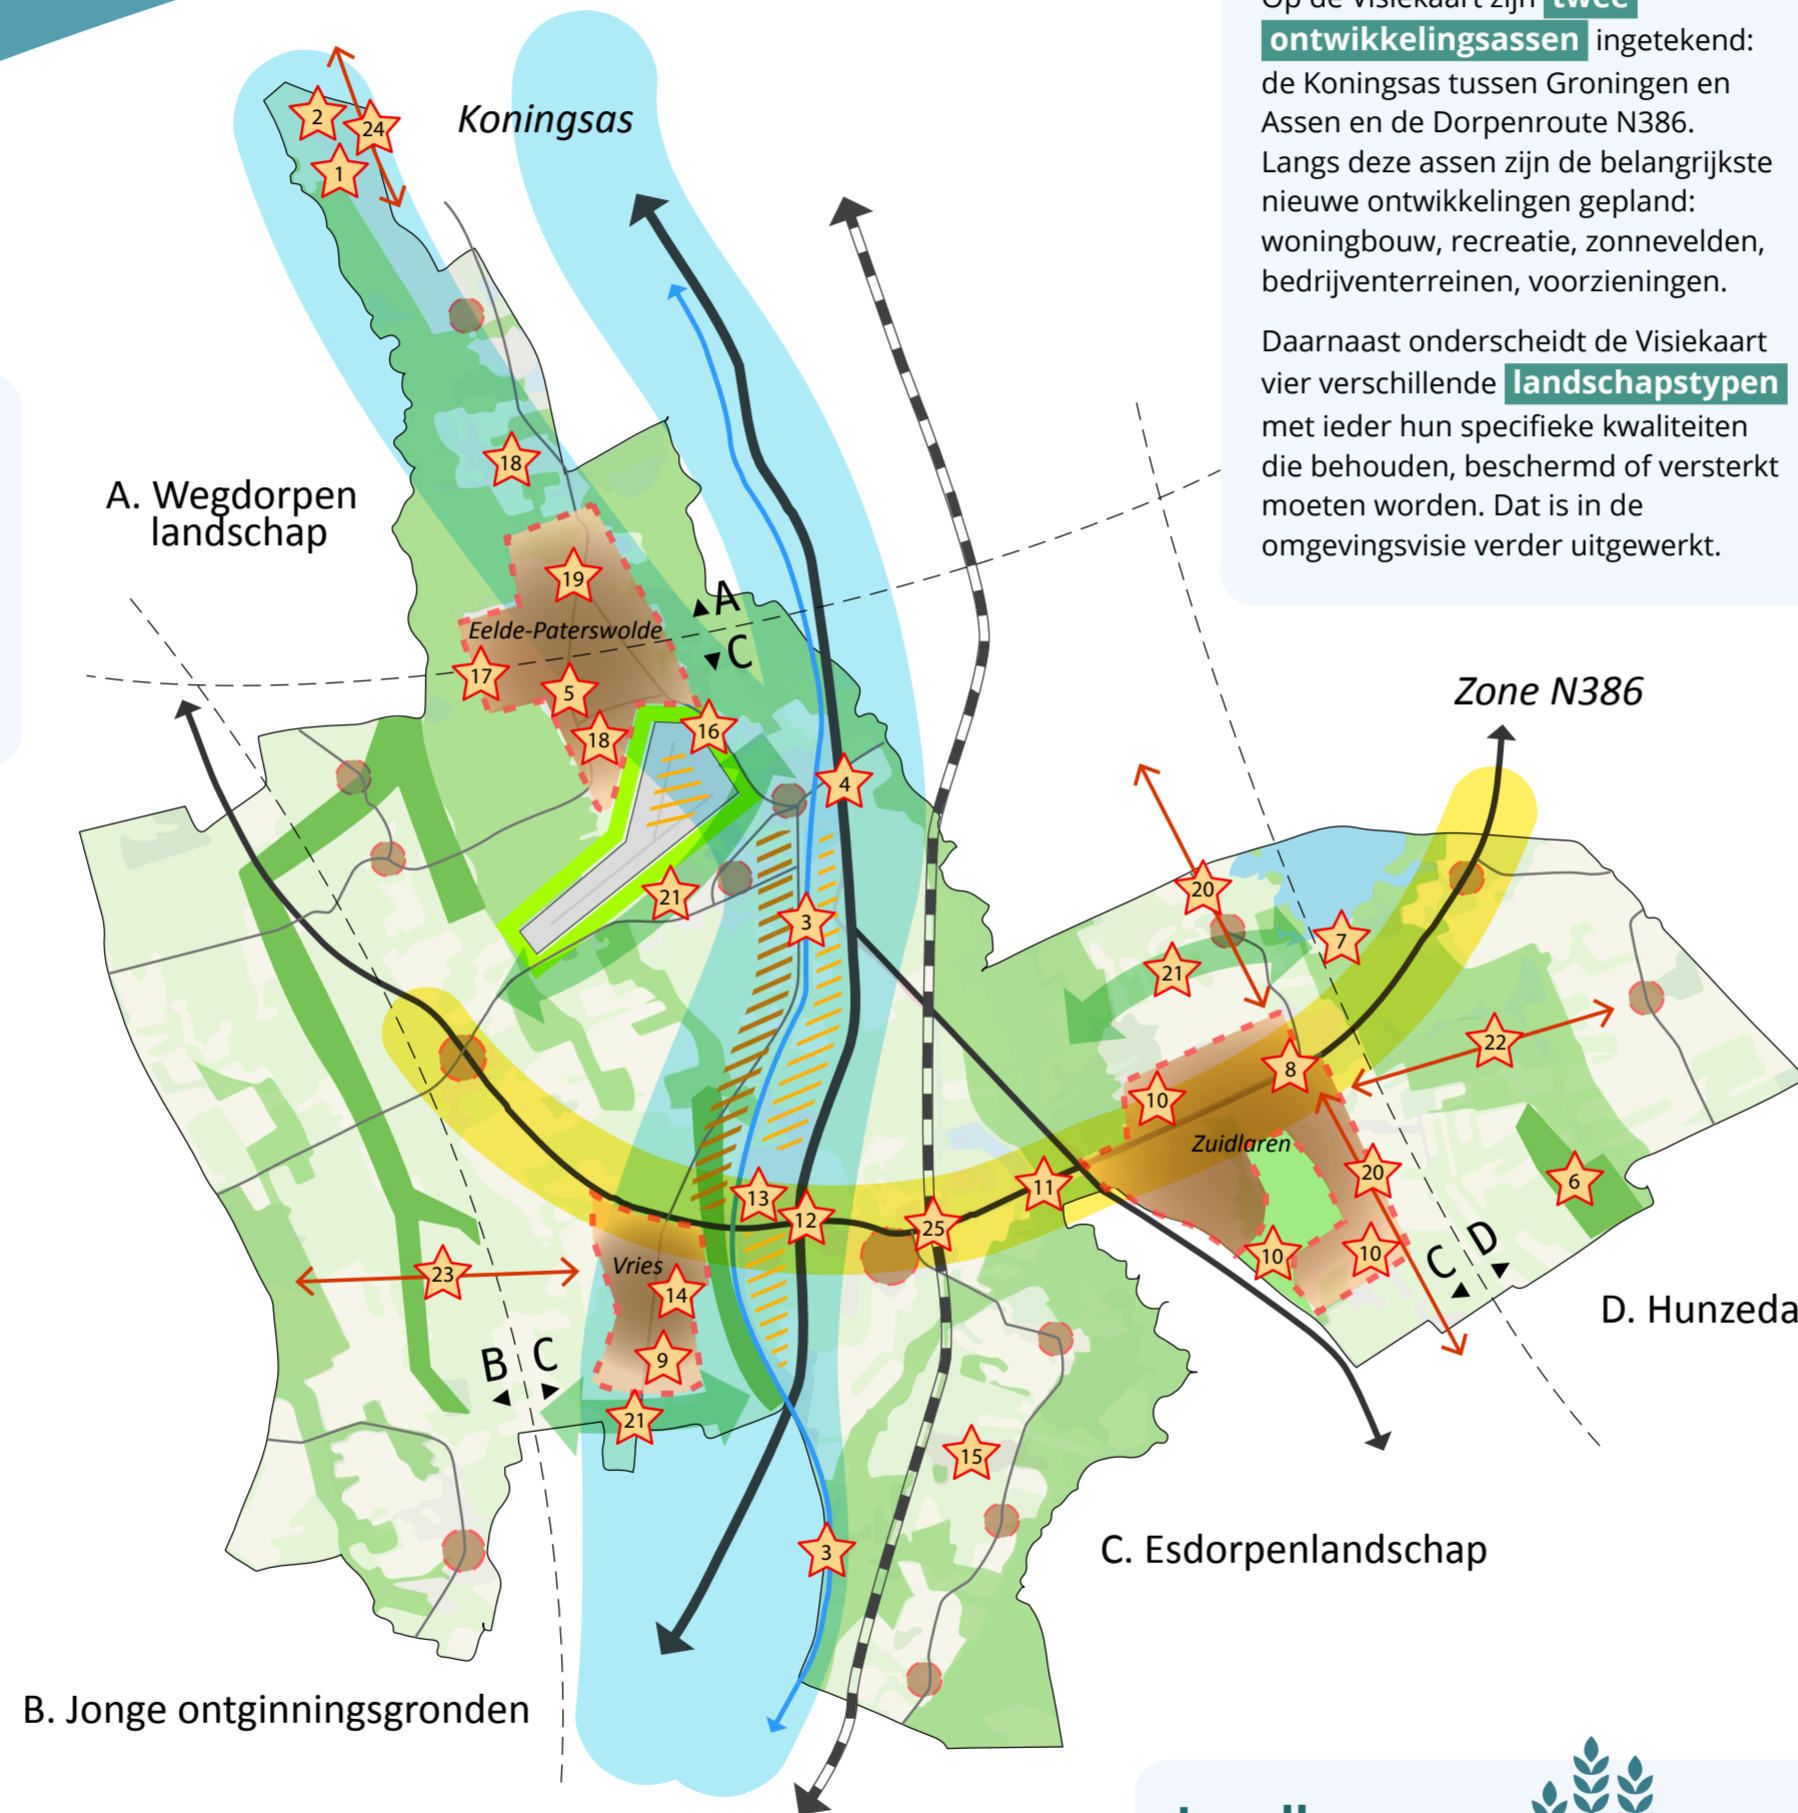 Op de Visiekaart zijn twee
ontwikkelingsassen ingetekend:
de Koningsas tussen Groningen en
Assen en de Dorpenroute N386.
Langs deze assen zijn de belangrijkste
nieuwe ontwikkelingen gepland:
woningbouw, recreatie, zonnevelden,
bedrijventerreinen, voorzieningen.
Daarnaast onderscheidt de Visiekaart
vier verschillende landschapstypen
met ieder hun specifieke kwaliteiten
die behouden, beschermd of versterkt
moeten worden. Dat is in de
omgevingsvisie verder uitgewerkt.
Koningsas
2
24
1
18
A. Wegdorpen
landschap
19
A
Eelde-Paterswolde
C
17
5
18
16
4
Zone N386
21
3
20
7
21
22
8
10
Zuidlaren
20
6
13
12
11
25
10
10
C
D
23
Vries
14
9
B
C
21
D. Hunzeda
15
3
C. Esdorpenlandschap
B. Jonge ontginningsgronden